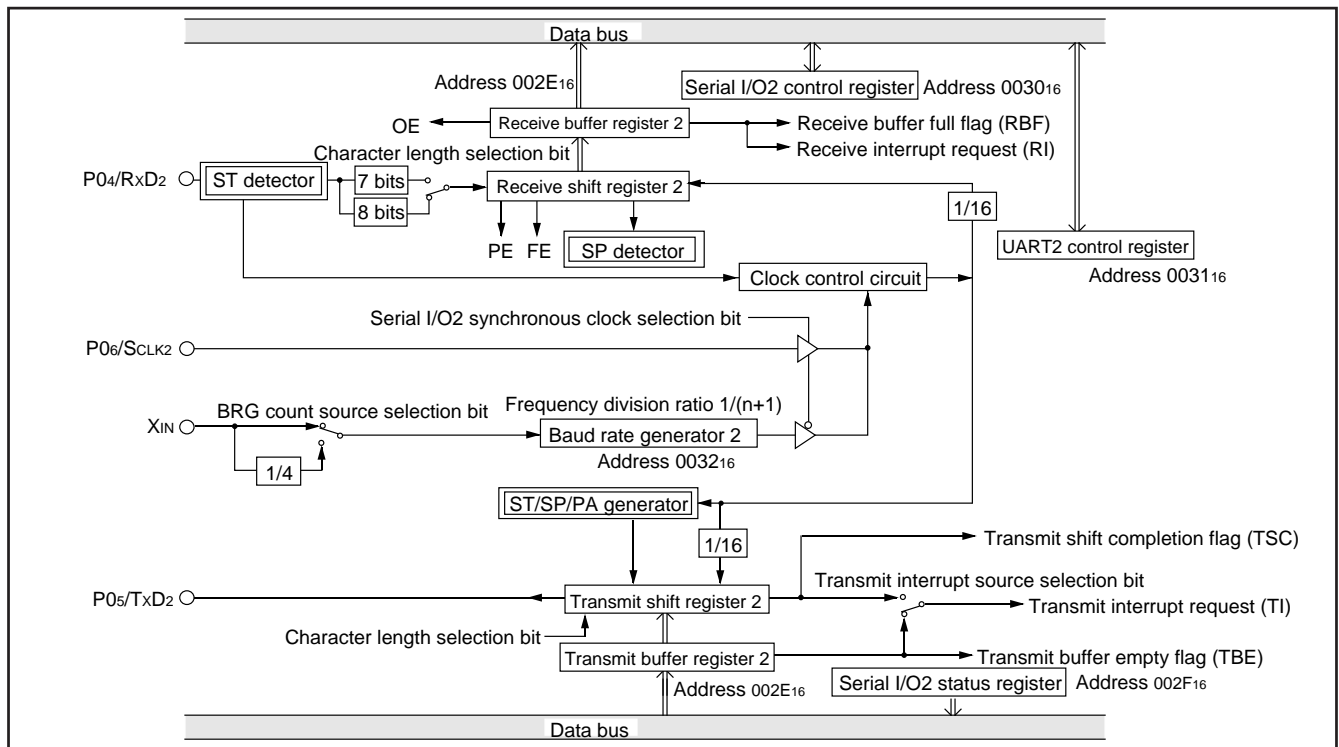 Data bus
Address 002E16
Serial I/O2 control register Address 003016
OE Receive buffer register 2 Receive buffer full flag (RBF)
Receive interrupt request (RI)
Character length selection bit
P04/RxD2 ST detector 7 bits Receive shift register 2
8 bits
1/16
PE FE SP detector
UART2 control register
Address 003116
Clock control circuit
Serial I/O2 synchronous clock selection bit
P06/SCLK2
XIN BRG count source selection bit Frequency division ratio 1/(n+1)
Baud rate generator 2
Address 003216
1/4
ST/SP/PA generator
1/16
Transmit shift completion flag (TSC)
Transmit interrupt source selection bit
P05/TxD2 Transmit shift register 2 Transmit interrupt request (TI)
Character length selection bit
Transmit buffer register 2 Transmit buffer empty flag (TBE)
Address 002E16 Serial I/O2 status register Address 002F16
Data bus